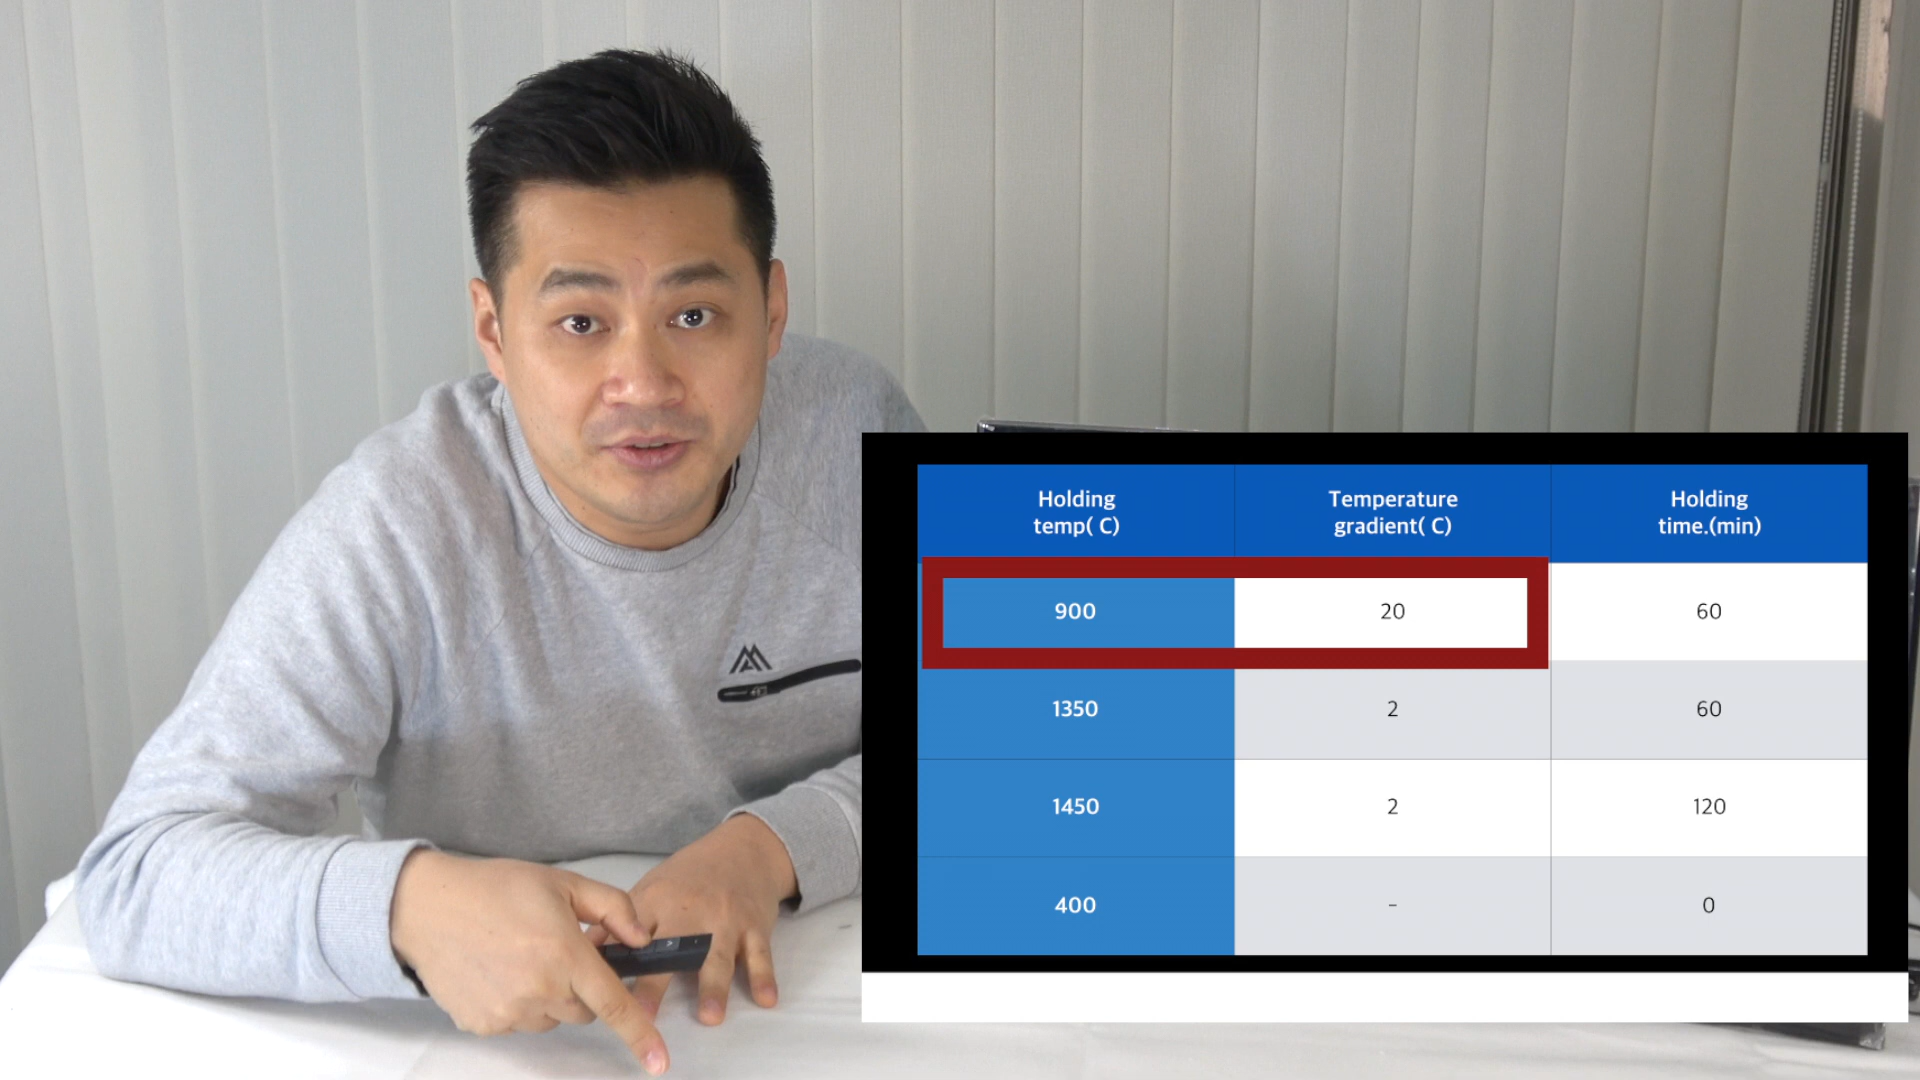 Holding
temp( C)
Temperature
gradient( C)
Holding
time.(min)
900
20
60
1350
2
60
1450
2
120
400
-
0